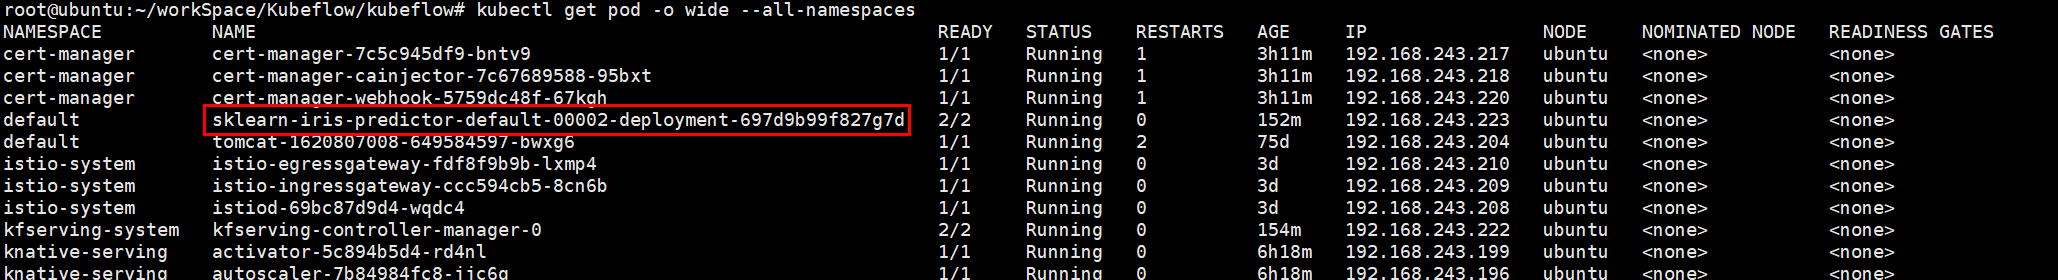 root@ubuntu:~/workSpace/Kubeflow/kubeflow# kubectl get pod -o wide --all-namespaces
NAMESPACE NAME READY STATUS RESTARTS AGE IP NODE NOMINATED NODE READINESS GATES
cert-manager cert-manager-7c5c945df9-bntv9 1/1 Running 1 3h11m 192.168.243.217 ubuntu <none> <none>
cert-manager cert-manager-cainjector-7c67689588-95bxt 1/1 Running 1 3h11m 192.168.243.218 ubuntu <none> <none>
cert-manager cert-manager-webhook-5759dc48f-67kgh 1/1 Running 1 3h11m 192.168.243.220 ubuntu <none> <none>
default sklearn-iris-predictor-default-00002-deployment-697d9b99f827g7d 2/2 Running 0 152m 192.168.243.223 ubuntu <none> <none>
default tomcat-1620807008-649584597-bwxg6 1/1 Running 2 75d 192.168.243.204 ubuntu <none> <none>
istio-system istio-egressgateway-fdf8f9b9b-lxmp4 1/1 Running 0 3d 192.168.243.210 ubuntu <none> <none>
istio-system istio-ingressgateway-ccc594cb5-8cn6b 1/1 Running 0 3d 192.168.243.209 ubuntu <none> <none>
istio-system istiod-69bc87d9d4-wqdc4 1/1 Running 0 3d 192.168.243.208 ubuntu <none> <none>
kfserving-system kfserving-controller-manager-0 2/2 Running 0 154m 192.168.243.222 ubuntu <none> <none>
knative-serving activator-5c894b5d4-rd4nl 1/1 Running 0 6h18m 192.168.243.199 ubuntu <none> <none>
knative-serving autoscaler-7b84984fc8-jjc6g 1/1 Running 0 6h18m 192.168.243.196 ubuntu <none> <none>